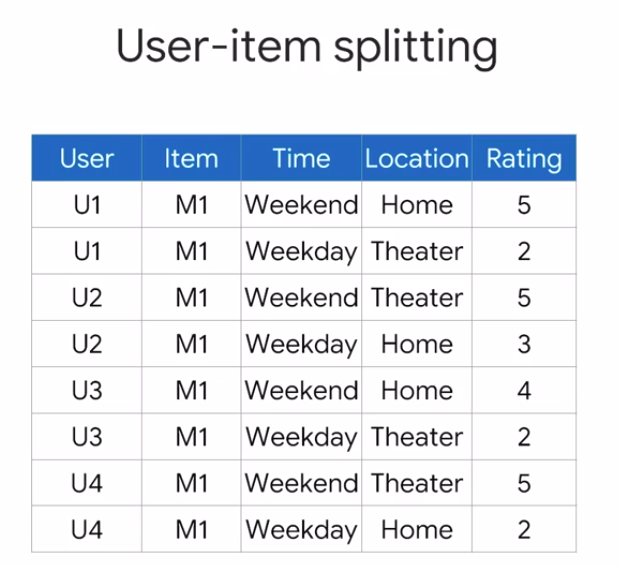 User-item splitting
User Item Time Location Rating
U1 M1 Weekend Home 5
U1 M1 Weekday Theater 2
U2 M1 Weekend Theater 5
U2 M1 Weekday Home 3
U3 M1 Weekend Home 4
U3 M1 Weekday Theater 2
U4 M1 Weekend Theater 5
U4 M1 Weekday Home 2